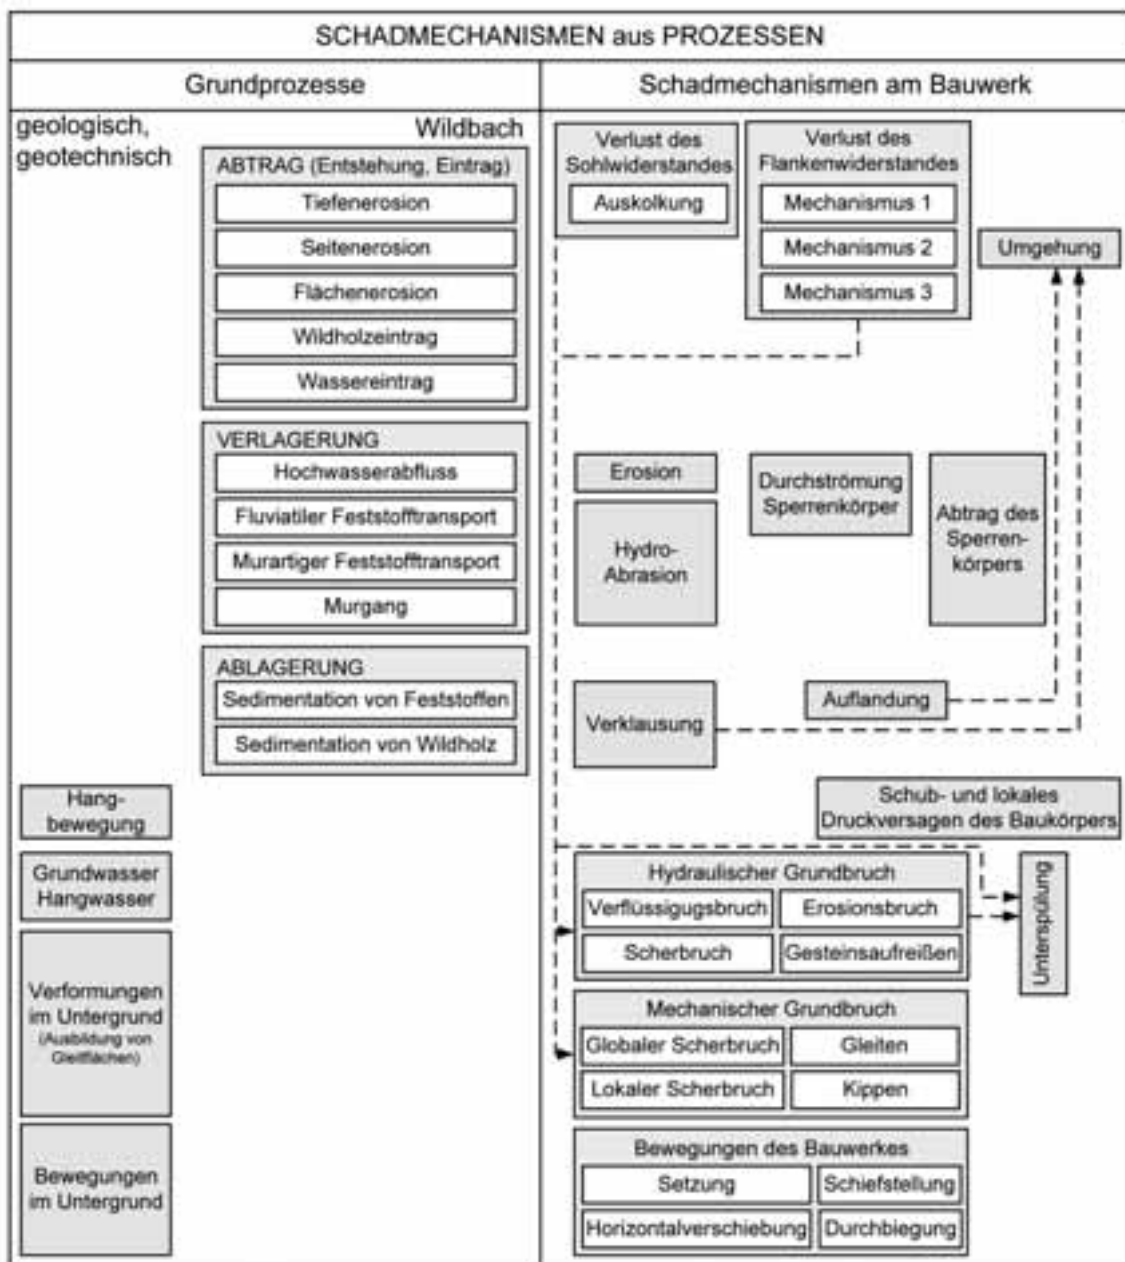 SCHADMECHANISMEN aus PROZESSEN
Grundprozesse
Schadmechanismen am Bauwerk
geologisch,
geotechnisch
Wildbach
ABTRAG (Entstehung, Eintrag)
Tiefenerosion
Seitenerosion
Flächenerosion
Wildholzeintrag
Wassereintrag
VERLAGERUNG
Hochwasserabfluss
Fluviatiler Feststofftransport
Murartiger Feststofftransport
Murgang
ABLAGERUNG
Sedimentation von Feststoffen
Sedimentation von Wildholz
Hang-
bewegung
Grundwasser
Hangwasser
Verformungen
im Untergrund
(Ausbildung von
Gleitflächen)
Bewegungen
im Untergrund
Verlust des
Sohlwiderstandes
Auskolkung
Verlust des
Flankenwiderstandes
Mechanismus 1
Mechanismus 2
Mechanismus 3
Umgehung
Erosion
Hydro-
Abrasion
Durchströmung
Sperrenkörper
Abtrag des
Sperren-
körpers
Verklausung
Auflandung
Schub- und lokales
Druckversagen des Baukörpers
Hydraulischer Grundbruch
Verflüssigugsbruch
Erosionsbruch
Scherbruch
Gesteinsaufreißen
Unterspülung
Mechanischer Grundbruch
Globaler Scherbruch
Gleiten
Lokaler Scherbruch
Kippen
Bewegungen des Bauwerkes
Setzung
Schiefstellung
Horizontalverschiebung
Durchbiegung